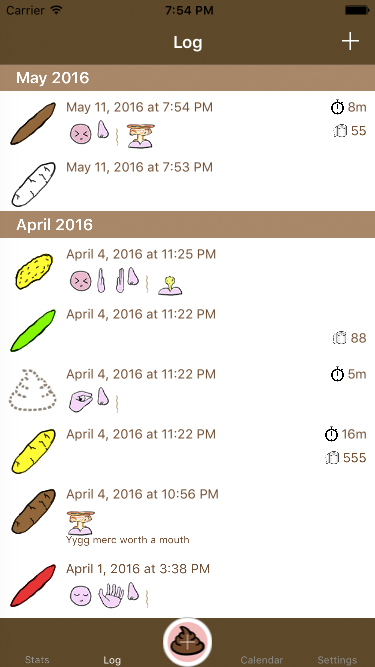 Carrier 7:54 PM
Log
May 2016
May 11, 2016 at 7:54 PM 8m
55
May 11, 2016 at 7:53 PM
April 2016
April 4, 2016 at 11:25 PM
April 4, 2016 at 11:22 PM
88
April 4, 2016 at 11:22 PM 5m
April 4, 2016 at 11:22 PM 16m
555
April 4, 2016 at 10:56 PM
Yygg merc worth a mouth
April 1, 2016 at 3:38 PM
Stats Log Calendar Settings